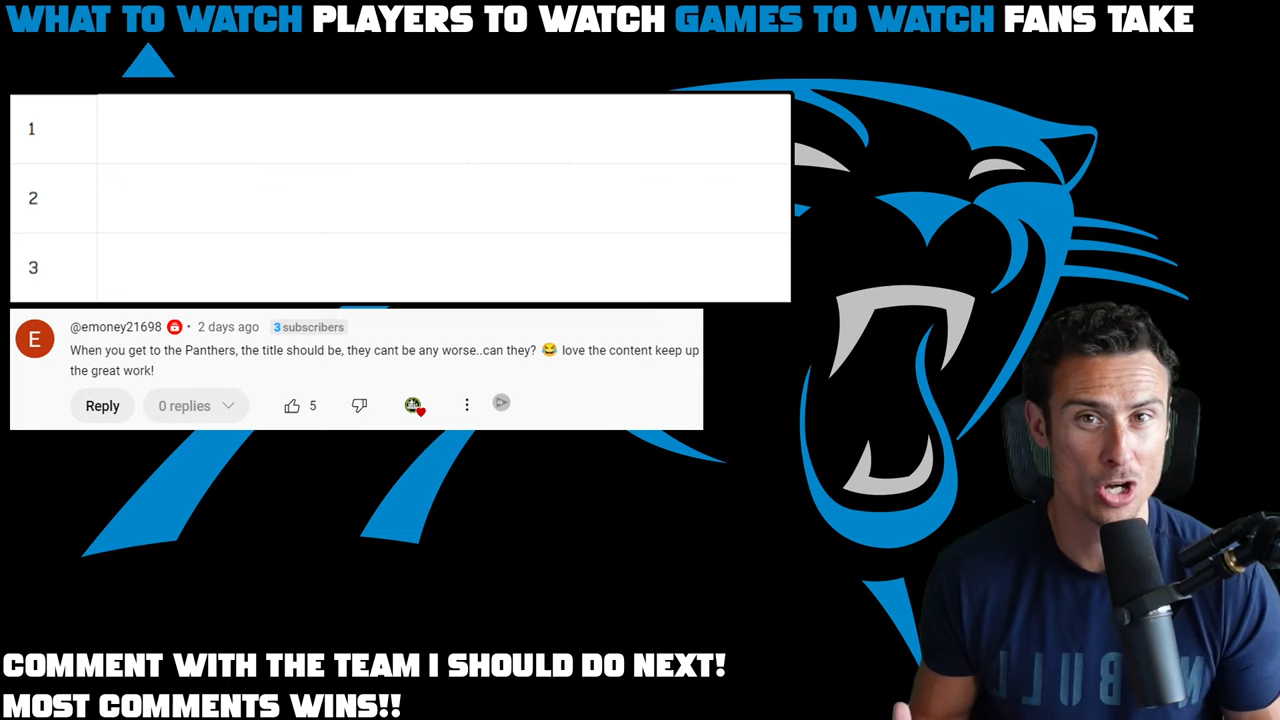 WHAT TO WATCH PLAYERS TO WATCH GAMES TO WATCH FANS TAKE
1
2
3
E
@emoney21698 • 2 days ago 3 subscribers
When you get to the Panthers, the title should be, they cant be any worse..can they? 😂 love the content keep up
the great work!
Reply 0 replies 5
COMMENT WITH THE TEAM I SHOULD DO NEXT!
MOST COMMENTS WINS!!